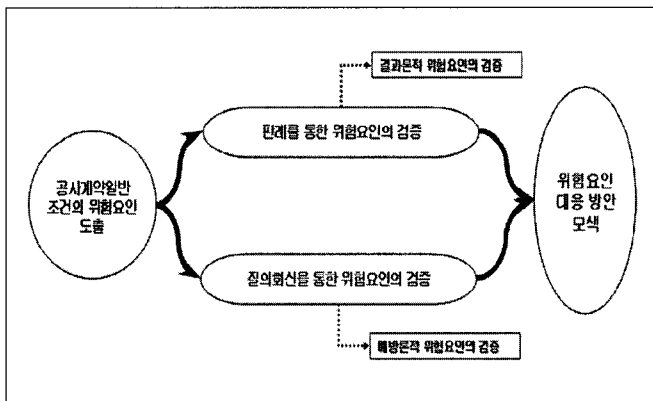 결과론적 위험요인의 검증
판례를 통한 위험요인의 검증
공사계약일반
조건의 위험요인
도출
위험요인
대응 방안
모색
질의회신을 통한 위험요인의 검증
예방론적 위험요인의 검증